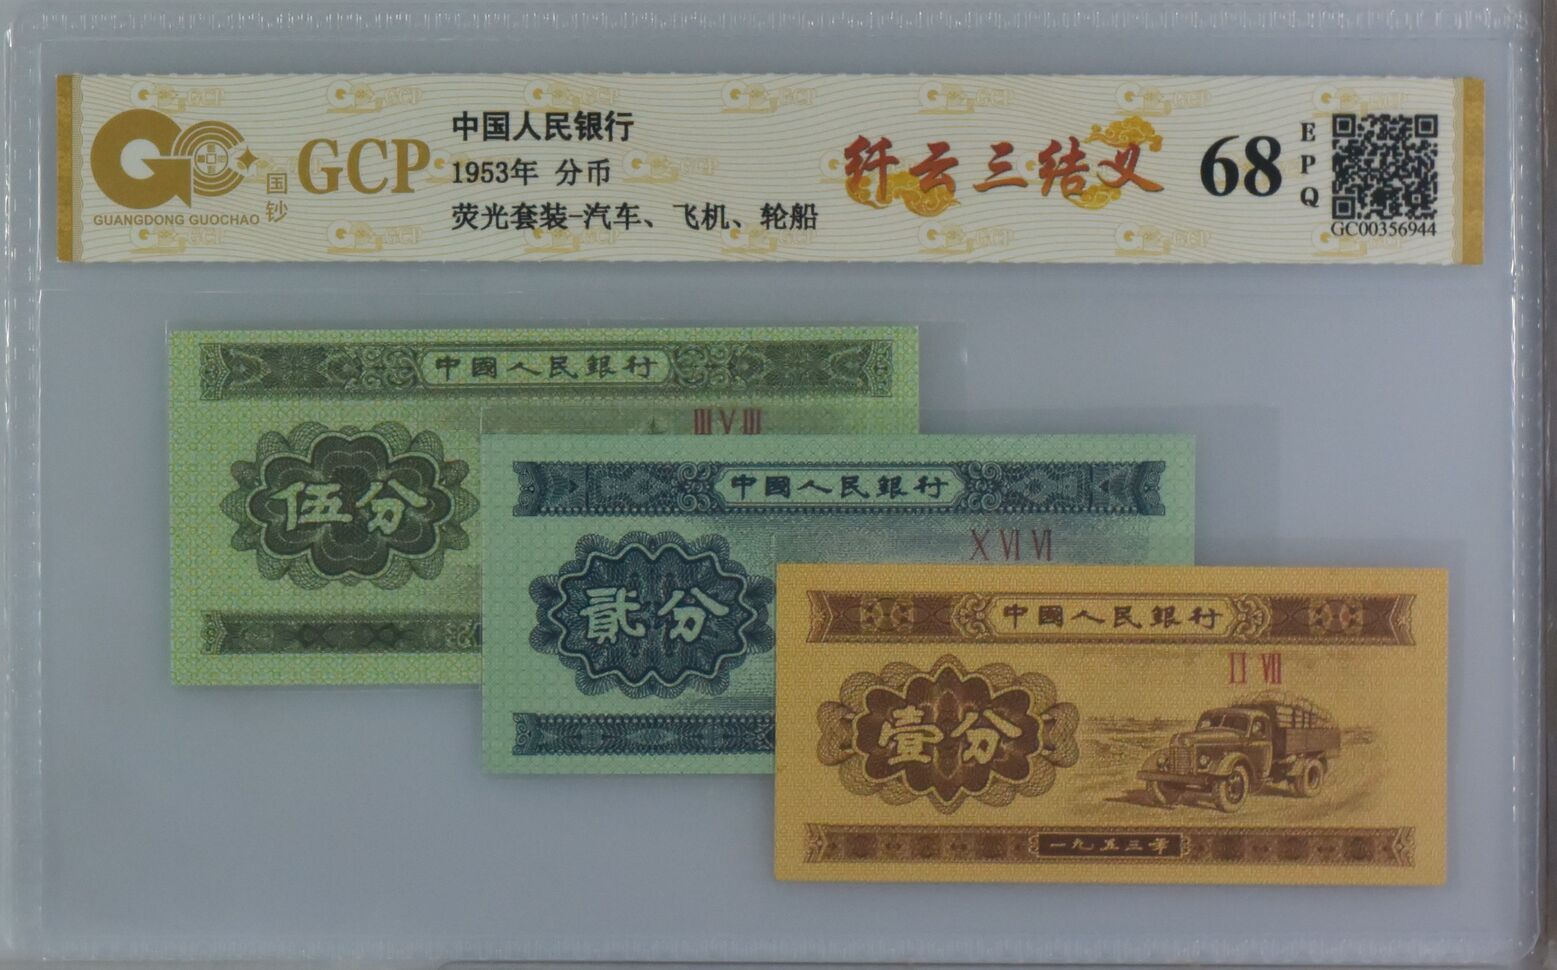 GCP
国钞
GUANGDONG GUOCHAO
中国人民银行
1953年 分币
荧光套装-汽车、飞机、轮船
纤云三结义
68
EPQ
GC00356944
中國人民銀行
III V III
伍分
中國人民銀行
X VI VI
貳分
中國人民銀行
II VII
壹分
一九五三年